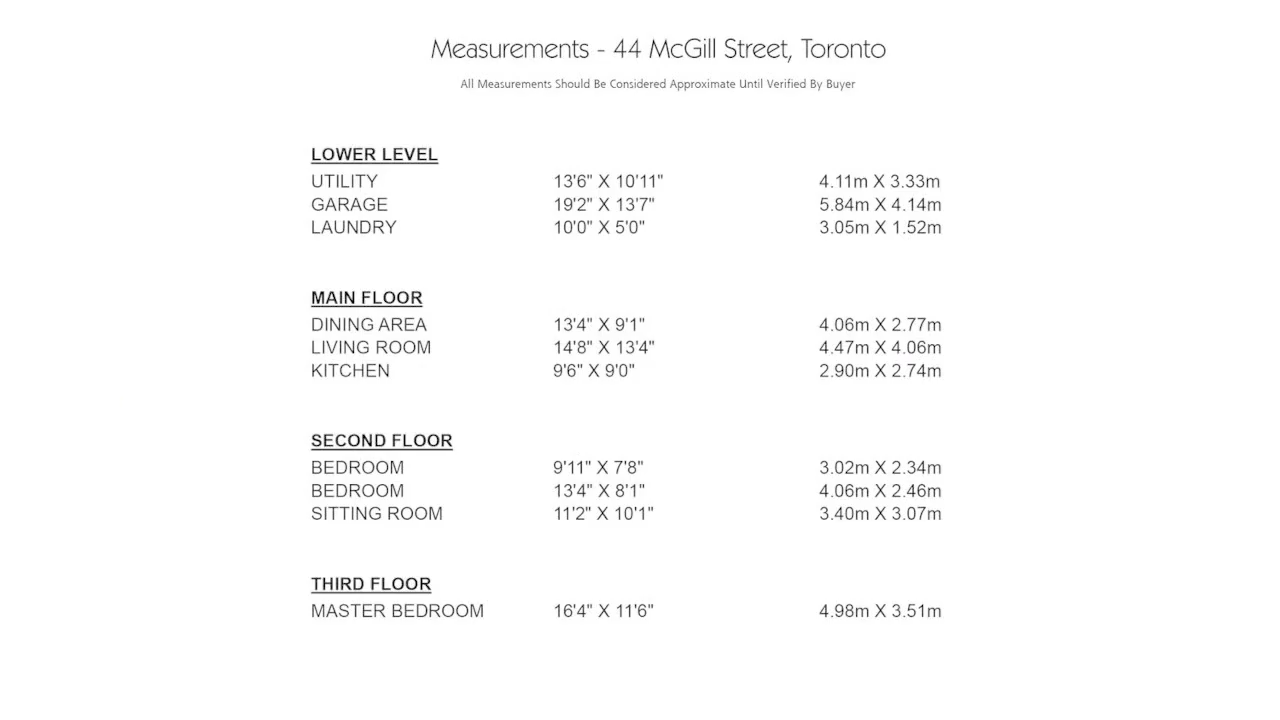 Measurements - 44 McGill Street, Toronto
All Measurements Should Be Considered Approximate Until Verified By Buyer
LOWER LEVEL
UTILITY 13'6" X 10'11" 4.11m X 3.33m
GARAGE 19'2" X 13'7" 5.84m X 4.14m
LAUNDRY 10'0" X 5'0" 3.05m X 1.52m
MAIN FLOOR
DINING AREA 13'4" X 9'1" 4.06m X 2.77m
LIVING ROOM 14'8" X 13'4" 4.47m X 4.06m
KITCHEN 9'6" X 9'0" 2.90m X 2.74m
SECOND FLOOR
BEDROOM 9'11" X 7'8" 3.02m X 2.34m
BEDROOM 13'4" X 8'1" 4.06m X 2.46m
SITTING ROOM 11'2" X 10'1" 3.40m X 3.07m
THIRD FLOOR
MASTER BEDROOM 16'4" X 11'6" 4.98m X 3.51m